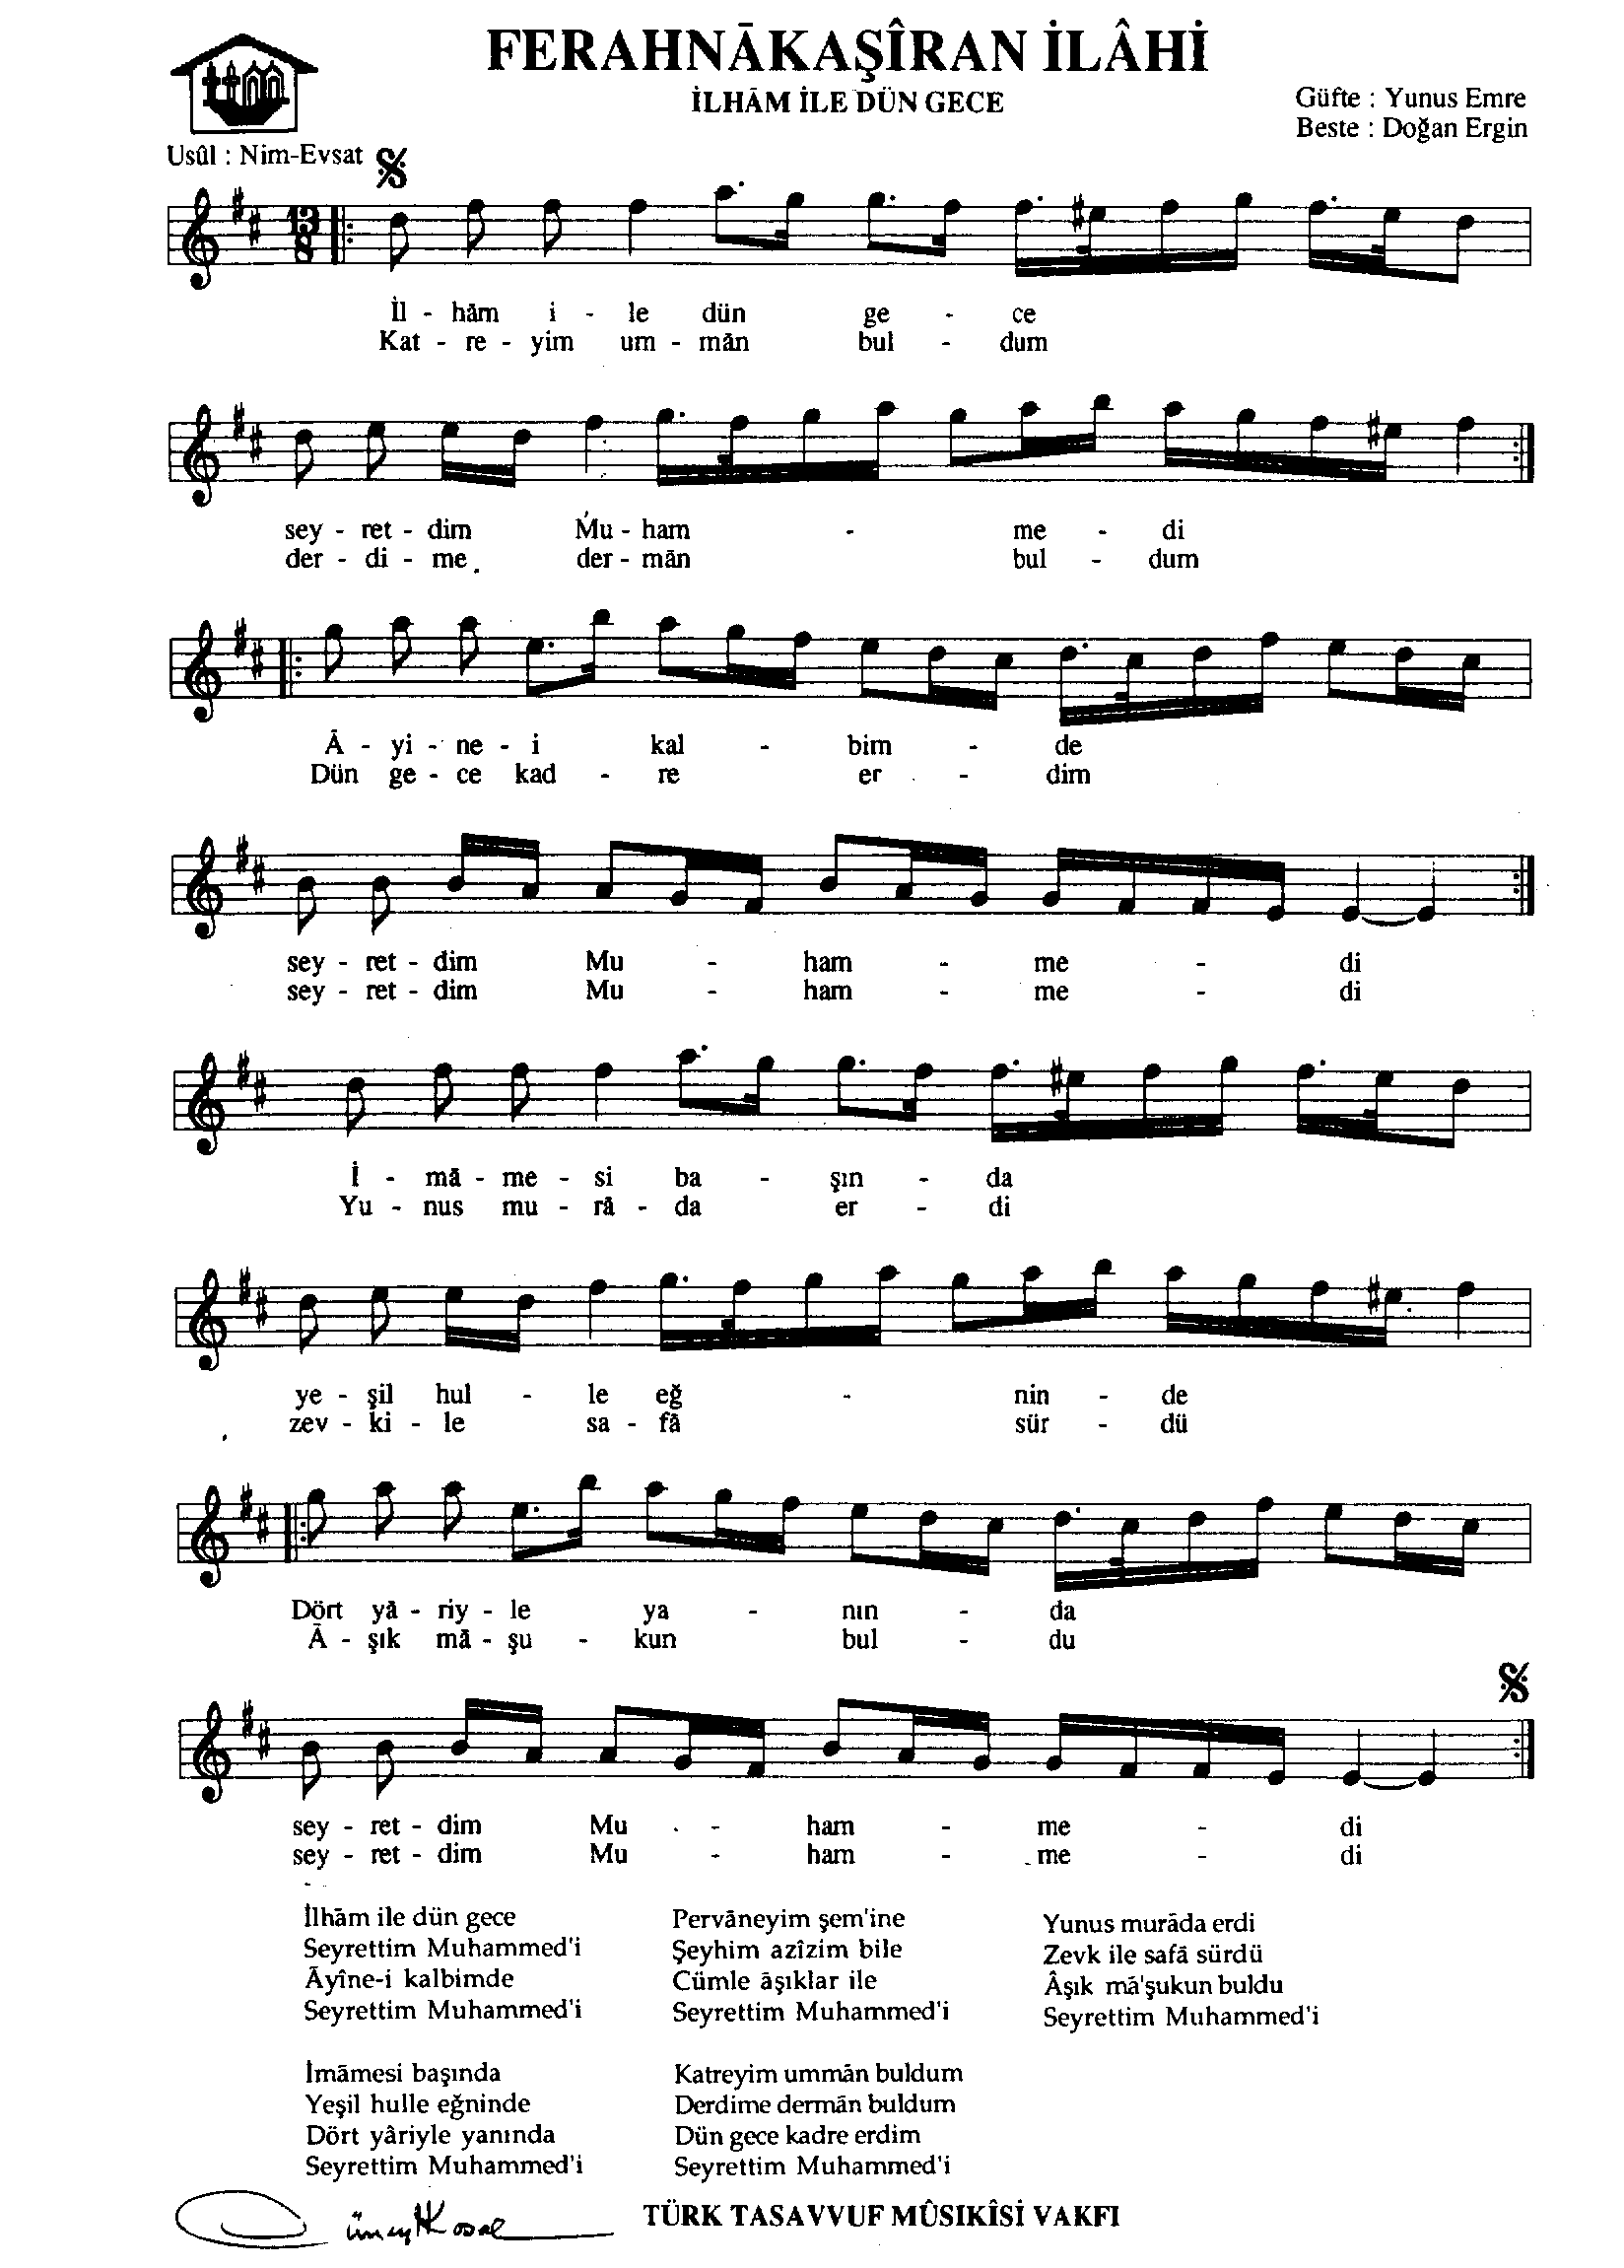 FERAHNĀKAŞÎRAN İLÂHİ
İLHĀM İLE DÜN GECE
Güfte : Yunus Emre
Beste : Doğan Ergin
Usûl : Nim-Evsat
13
8
İl - hām i - le dün ge - ce
Kat - re - yim um - mān bul - dum
sey - ret - dim Mu - ham - me - di
der - di - me der - mān bul - dum
Ā - yi - ne - i kal - bim - de
Dün ge - ce kad - re er - dim
sey - ret - dim Mu - ham - me - di
sey - ret - dim Mu - ham - me - di
İ - mā - me - si ba - şın - da
Yu - nus mu - rā - da er - di
ye - şil hul - le eğ - nin - de
zev - ki - le sa - fā sür - dü
Dört yā - riy - le ya - nın - da
Ā - şık mā - şu - kun bul - du
sey - ret - dim Mu - ham - me - di
sey - ret - dim Mu - ham - me - di
İlhām ile dün gece
Seyrettim Muhammed'i
Āyîne-i kalbimde
Seyrettim Muhammed'i
İmāmesi başında
Yeşil hulle eğninde
Dört yâriyle yanında
Seyrettim Muhammed'i
Pervāneyim şem'ine
Şeyhim azîzim bile
Cümle āşıklar ile
Seyrettim Muhammed'i
Katreyim ummān buldum
Derdime dermān buldum
Dün gece kadre erdim
Seyrettim Muhammed'i
Yunus murāda erdi
Zevk ile safā sürdü
Âşık mā'şukun buldu
Seyrettim Muhammed'i
TÜRK TASAVVUF MÛSIKÎSİ VAKFI